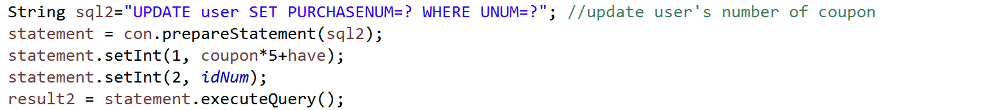 String sql2="UPDATE user SET PURCHASENUM=? WHERE UNUM=?"; //update user's number of coupon
statement = con.prepareStatement(sql2);
statement.setInt(1, coupon*5+have);
statement.setInt(2, idNum);
result2 = statement.executeQuery();